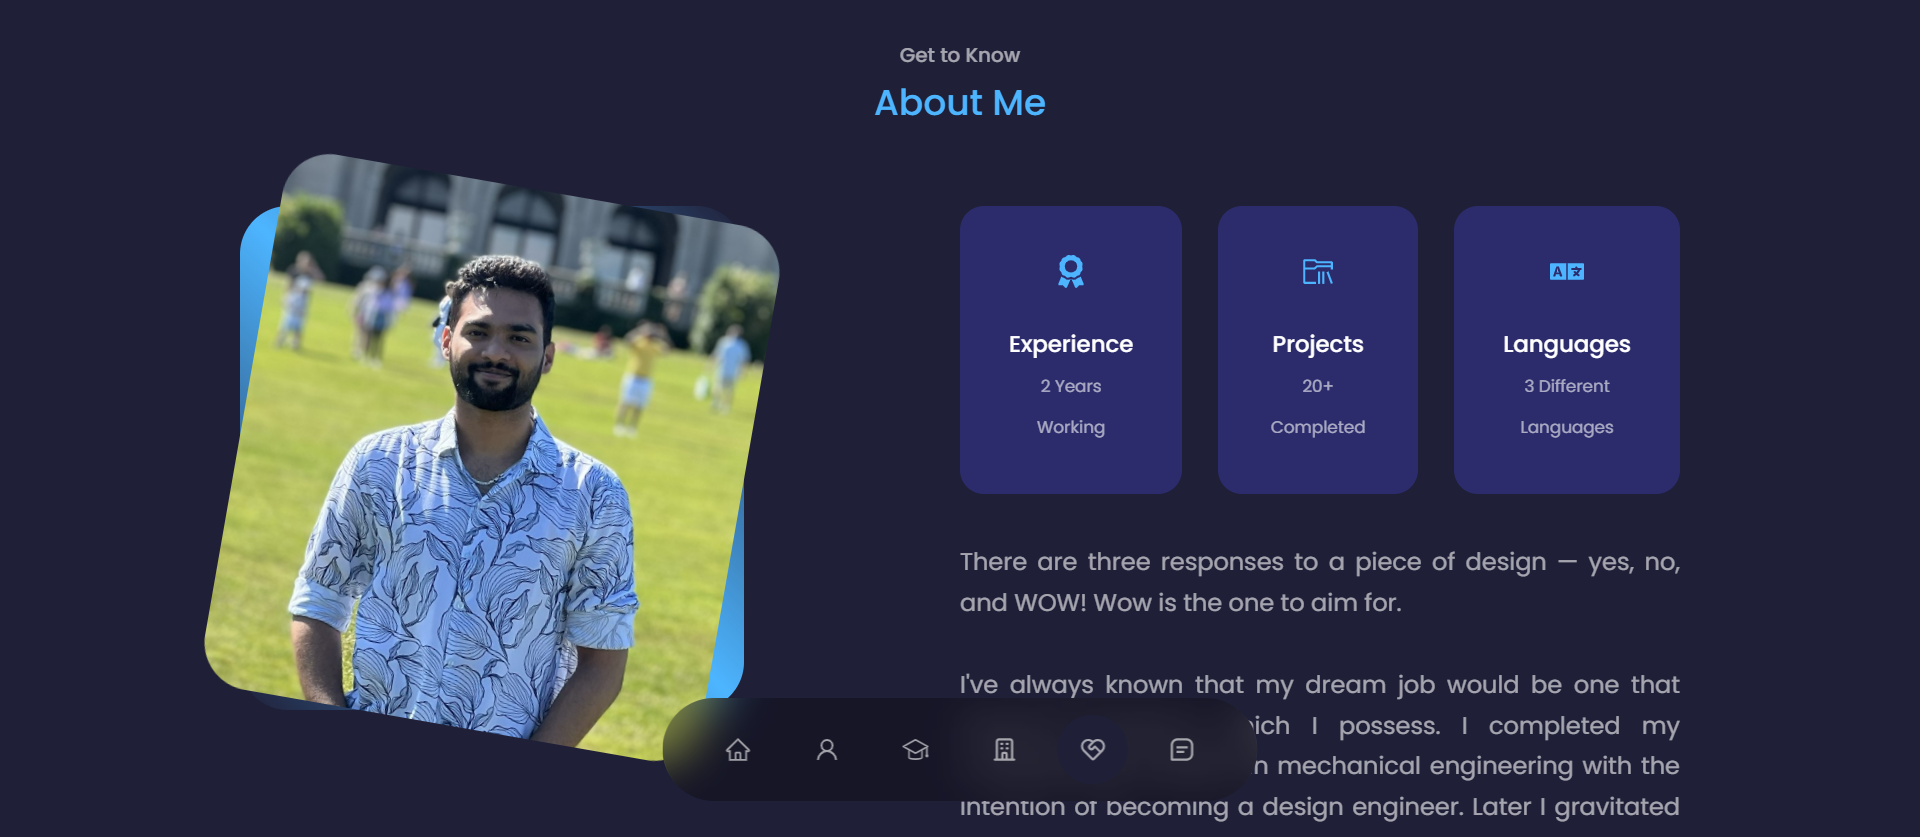 Get to Know
About Me
Experience
2 Years
Working
Projects
20+
Completed
Languages
3 Different
Languages
There are three responses to a piece of design — yes, no,
and WOW! Wow is the one to aim for.
I've always known that my dream job would be one that
I possess. I completed my
mechanical engineering with the
intention of becoming a design engineer. Later I gravitated